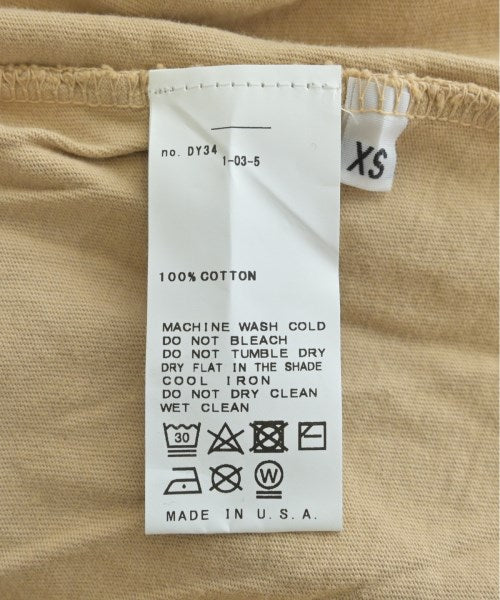 no. DY34
1-03-5
XS
100% COTTON
MACHINE WASH COLD
DO NOT BLEACH
DO NOT TUMBLE DRY
DRY FLAT IN THE SHADE
COOL IRON
DO NOT DRY CLEAN
WET CLEAN
30
W
MADE IN U.S.A.